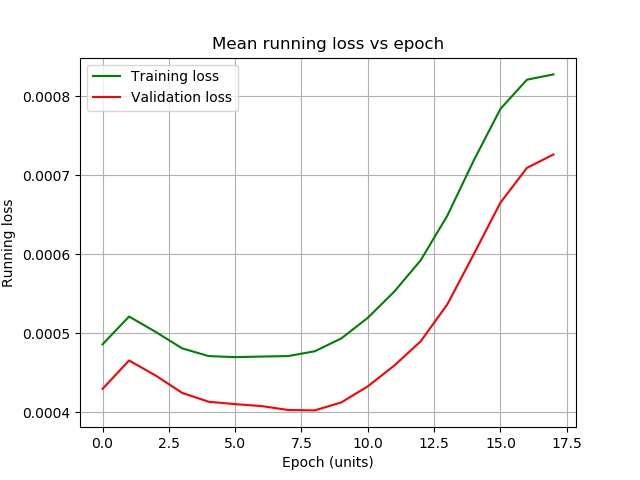 Mean running loss vs epoch
Training loss
Validation loss
Running loss
0.0008
0.0007
0.0006
0.0005
0.0004
0.0 2.5 5.0 7.5 10.0 12.5 15.0 17.5
Epoch (units)